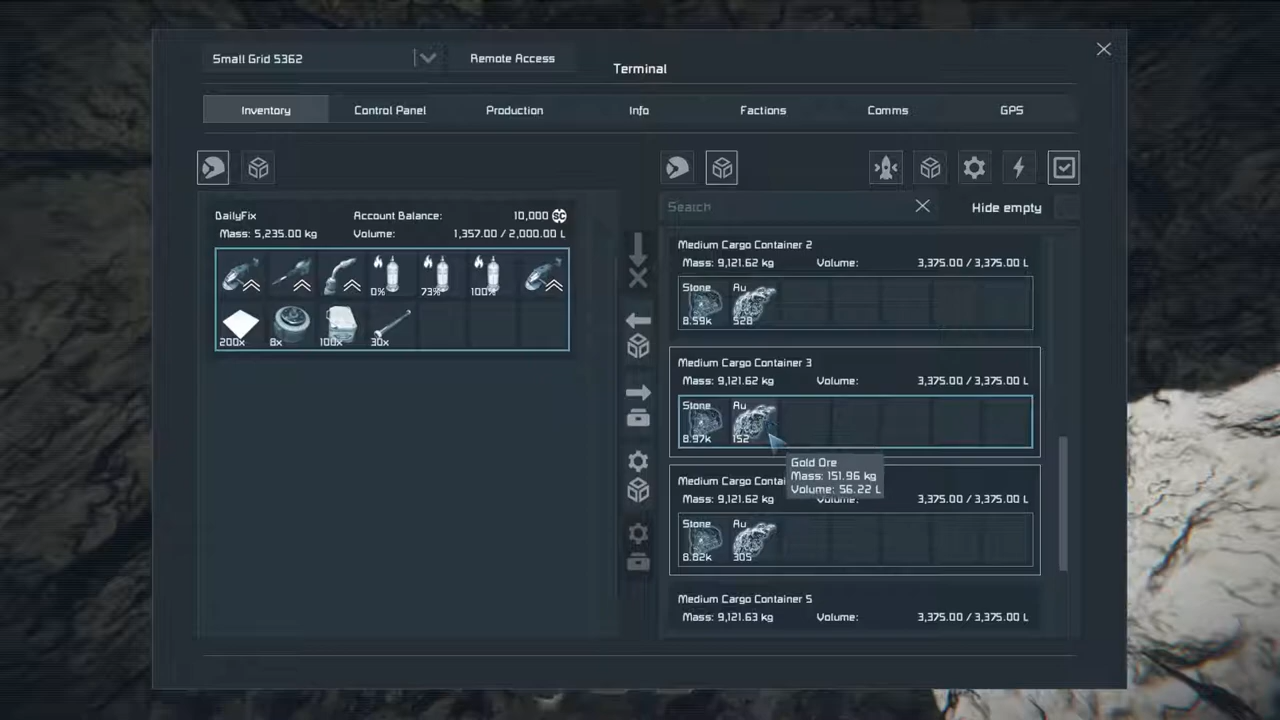 Small Grid 5362
Remote Access
Terminal
Inventory
Control Panel
Production
Info
Factions
Comms
GPS
DailyFix
Account Balance:
10,000 SC
Mass: 5,235.00 kg
Volume:
1,357.00 / 2,000.00 L
0%
73%
100%
200x
8x
100x
30x
Search
Hide empty
Medium Cargo Container 2
Mass: 9,121.62 kg
Volume:
3,375.00 / 3,375.00 L
Stone
Au
8.59k
528
Medium Cargo Container 3
Mass: 9,121.62 kg
Volume:
3,375.00 / 3,375.00 L
Stone
Au
8.97k
152
Gold Ore
Mass: 151.96 kg
Volume: 56.22 L
Medium Cargo Contai
Mass: 9,121.62 kg
Volume:
3,375.00 / 3,375.00 L
Stone
Au
8.82k
305
Medium Cargo Container 5
Mass: 9,121.63 kg
Volume:
3,375.00 / 3,375.00 L